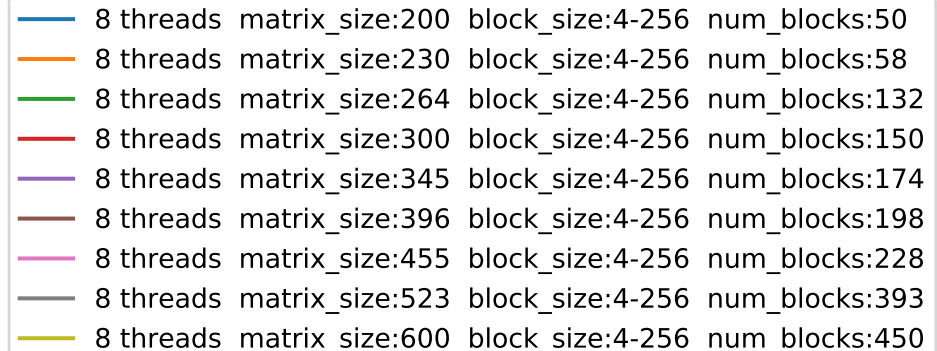 8 threads matrix_size:200 block_size:4-256 num_blocks:50
8 threads matrix_size:230 block_size:4-256 num_blocks:58
8 threads matrix_size:264 block_size:4-256 num_blocks:132
8 threads matrix_size:300 block_size:4-256 num_blocks:150
8 threads matrix_size:345 block_size:4-256 num_blocks:174
8 threads matrix_size:396 block_size:4-256 num_blocks:198
8 threads matrix_size:455 block_size:4-256 num_blocks:228
8 threads matrix_size:523 block_size:4-256 num_blocks:393
8 threads matrix_size:600 block_size:4-256 num_blocks:450